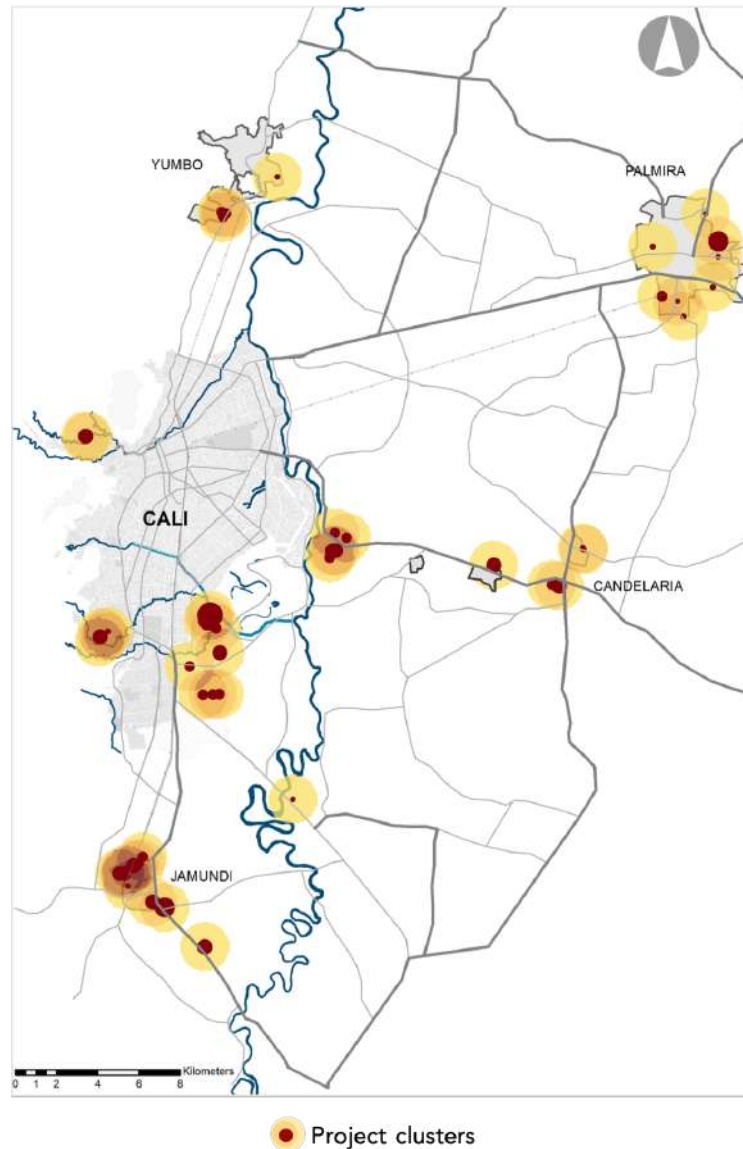 YUMBO
PALMIRA
CALI
CANDELARIA
JAMUNDI
Kilometers
0 1 2 4 6 8
Project clusters